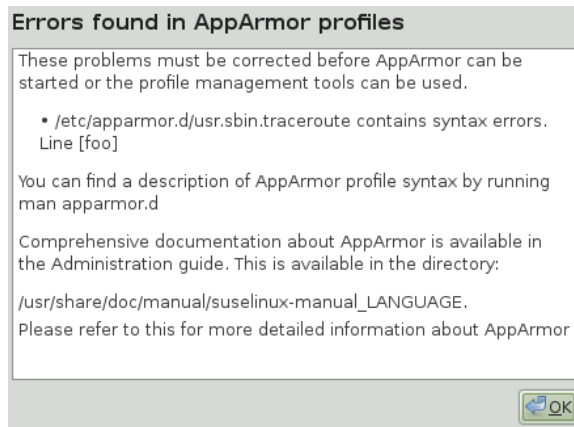 Errors found in AppArmor profiles
These problems must be corrected before AppArmor can be
started or the profile management tools can be used.
• /etc/apparmor.d/usr.sbin.traceroute contains syntax errors.
Line [foo]
You can find a description of AppArmor profile syntax by running
man apparmor.d
Comprehensive documentation about AppArmor is available in
the Administration guide. This is available in the directory:
/usr/share/doc/manual/suselinux-manual_LANGUAGE.
Please refer to this for more detailed information about AppArmor
OK